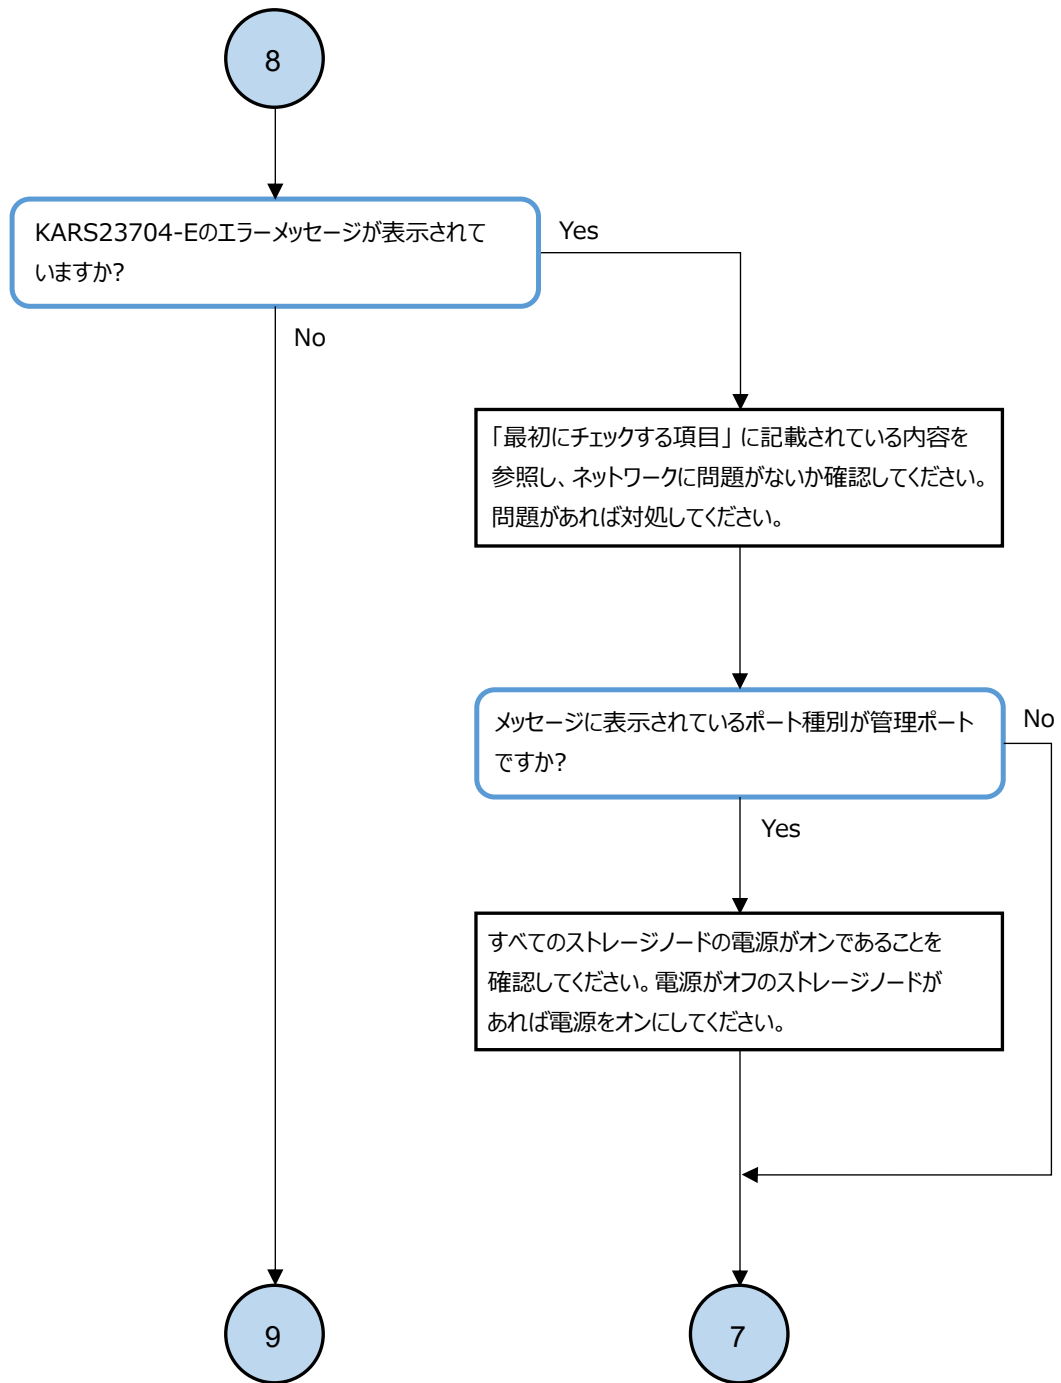 8
KARS23704-Eのエラーメッセージが表示されて
いますか?
Yes
No
「最初にチェックする項目」に記載されている内容を
参照し、ネットワークに問題がないか確認してください。
問題があれば対処してください。
メッセージに表示されているポート種別が管理ポート
ですか?
No
Yes
すべてのストレージノードの電源がオンであることを
確認してください。電源がオフのストレージノードが
あれば電源をオンにしてください。
9
7